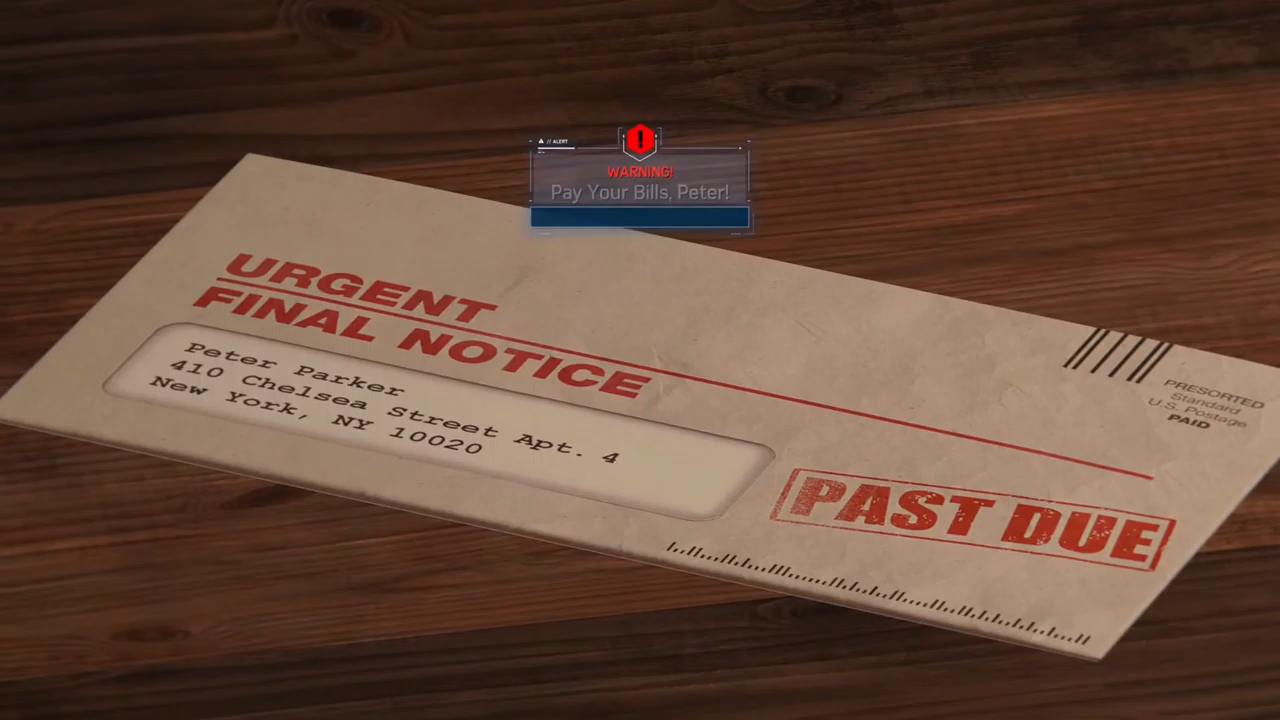 // ALERT
WARNING!
Pay Your Bills, Peter!
URGENT
FINAL NOTICE
Peter Parker
410 Chelsea Street Apt. 4
New York, NY 10020
PRESORTED
Standard
U.S. Postage
PAID
PAST DUE